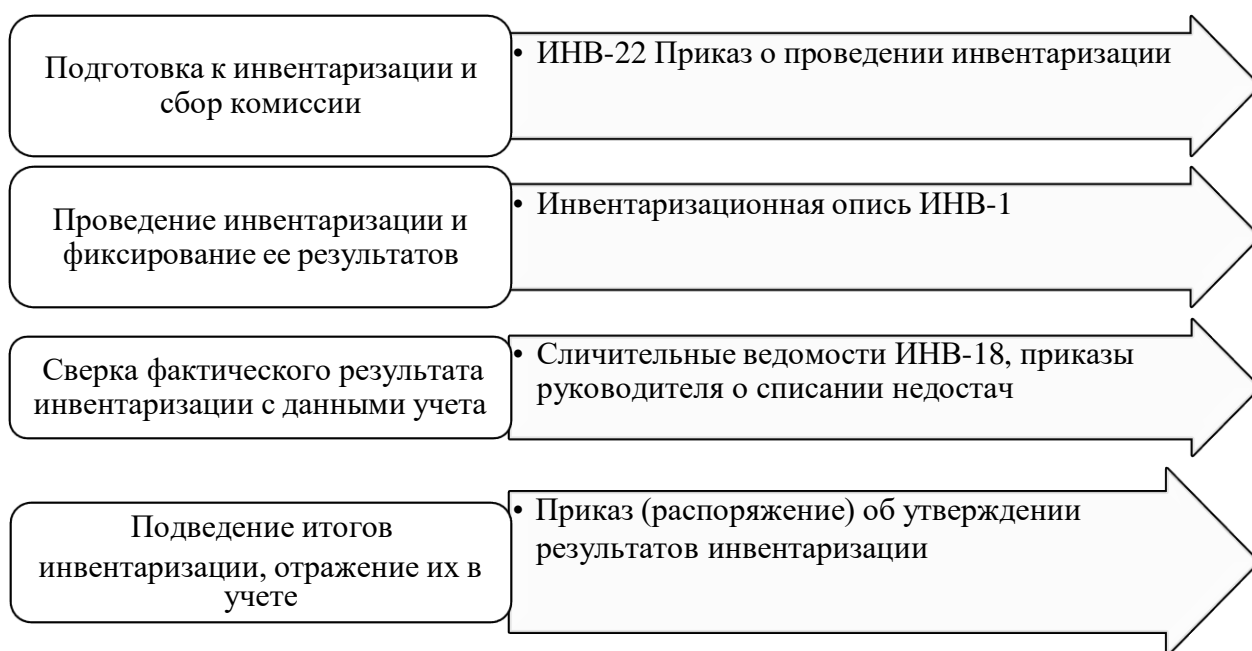 Подготовка к инвентаризации и
сбор комиссии
• ИНВ-22 Приказ о проведении инвентаризации
Проведение инвентаризации и
фиксирование ее результатов
• Инвентаризационная опись ИНВ-1
Сверка фактического результата
инвентаризации с данными учета
• Сличительные ведомости ИНВ-18, приказы
руководителя о списании недостач
Подведение итогов
инвентаризации, отражение их в
учете
• Приказ (распоряжение) об утверждении
результатов инвентаризации